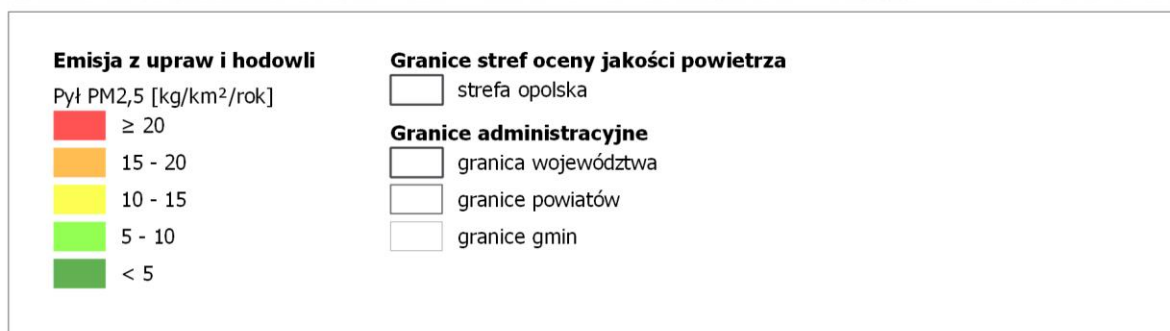 Emisja z upraw i hodowli
Pył PM2,5 [kg/km²/rok]
≥ 20
15 - 20
10 - 15
5 - 10
< 5
Granice stref oceny jakości powietrza
strefa opolska
Granice administracyjne
granica województwa
granice powiatów
granice gmin